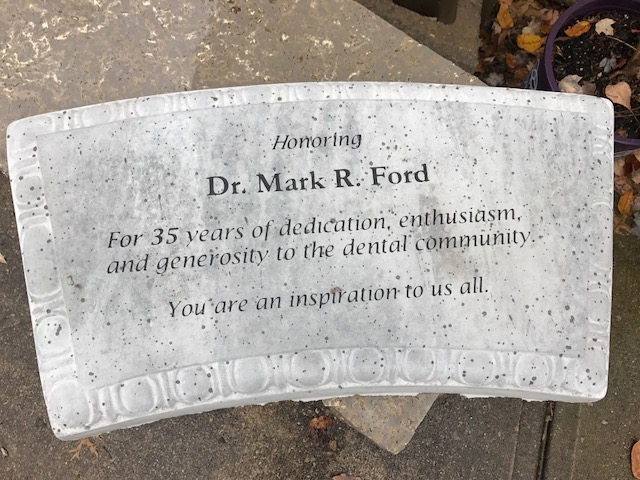 Honoring
Dr. Mark R. Ford
For 35 years of dedication, enthusiasm,
and generosity to the dental community.
You are an inspiration to us all.